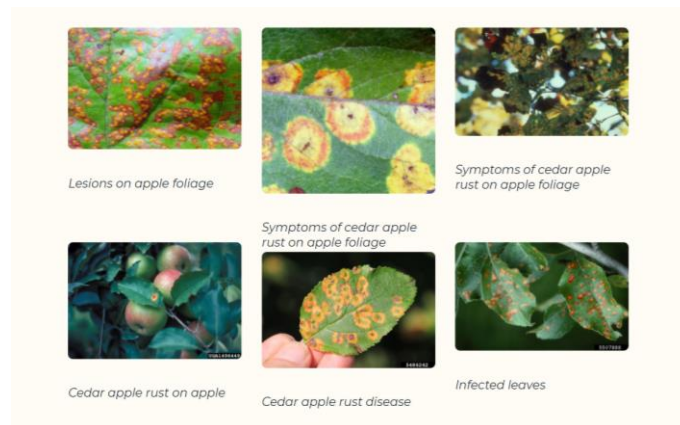 Lesions on apple foliage
Symptoms of cedar apple
rust on apple foliage
Symptoms of cedar apple
rust on apple foliage
Cedar apple rust on apple
Cedar apple rust disease
Infected leaves